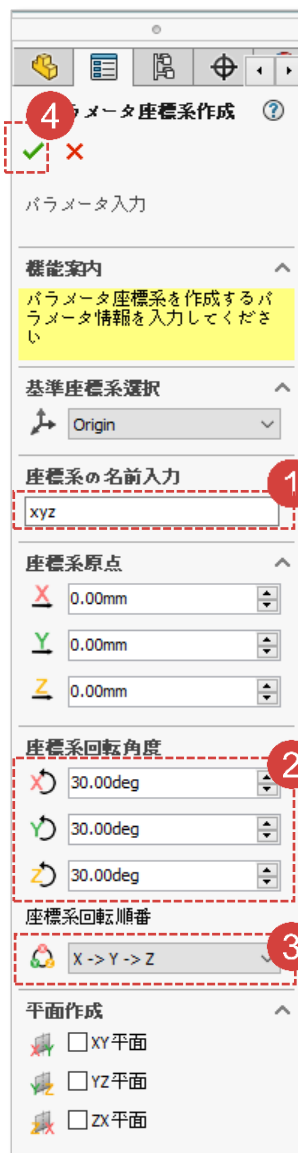 4
メータ座標系作成
パラメータ入力
機能案内
パラメータ座標系を作成するパ
ラメータ情報を入力してくださ
い
基準座標系選択
Origin
座標系の名前入力
1
xyz
座標系原点
X 0.00mm
Y 0.00mm
Z 0.00mm
座標系回転角度
2
X 30.00deg
Y 30.00deg
Z 30.00deg
座標系回転順番
3
X -> Y -> Z
平面作成
XY平面
YZ平面
ZX平面